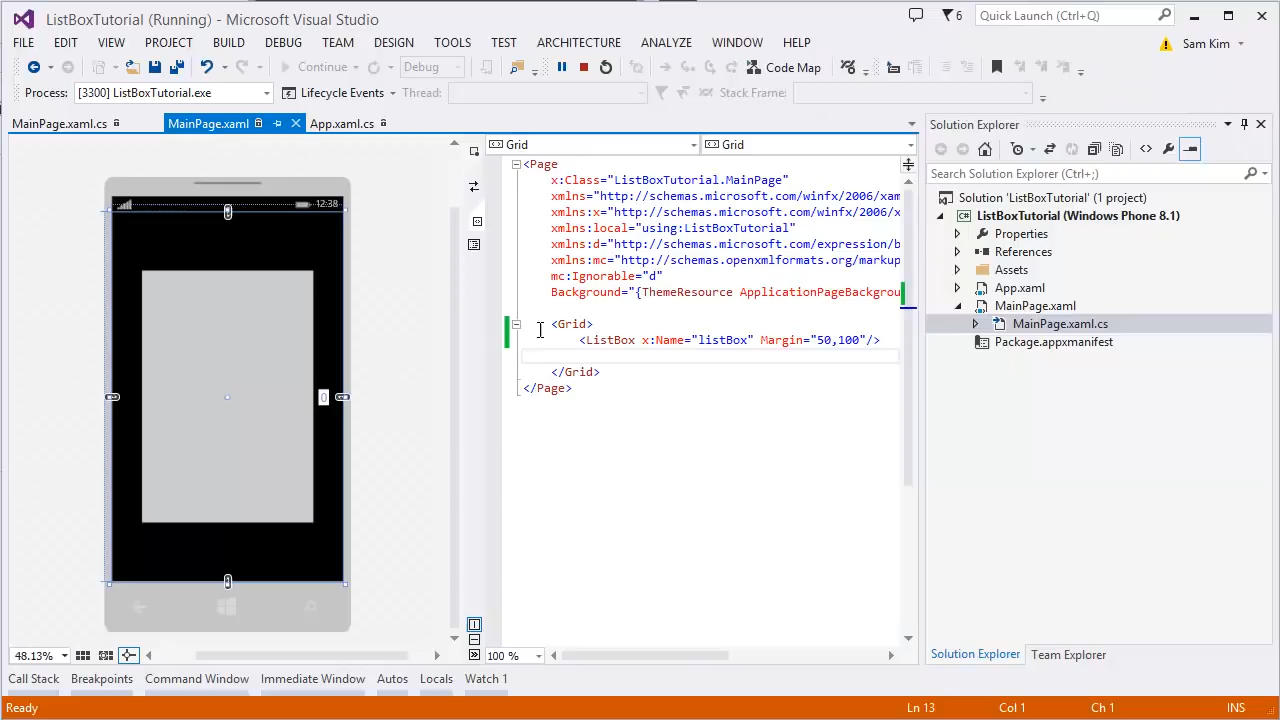 ListBoxTutorial (Running) - Microsoft Visual Studio
6
Quick Launch (Ctrl+Q)
FILE EDIT VIEW PROJECT BUILD DEBUG TEAM DESIGN TOOLS TEST ARCHITECTURE ANALYZE WINDOW HELP
Sam Kim
Continue
Debug
Code Map
Process: [3300] ListBoxTutorial.exe
Lifecycle Events
Thread:
Stack Frame:
MainPage.xaml.cs
MainPage.xaml
App.xaml.cs
12:38
0
48.13%
Grid
Grid
<Page
x:Class="ListBoxTutorial.MainPage"
xmlns="http://schemas.microsoft.com/winfx/2006/xam
xmlns:x="http://schemas.microsoft.com/winfx/2006/x
xmlns:local="using:ListBoxTutorial"
xmlns:d="http://schemas.microsoft.com/expression/b
xmlns:mc="http://schemas.openxmlformats.org/markup
mc:Ignorable="d"
Background="{ThemeResource ApplicationPageBackgrou
<Grid>
<ListBox x:Name="listBox" Margin="50,100"/>
</Grid>
</Page>
100 %
Solution Explorer
Search Solution Explorer (Ctrl+;)
Solution 'ListBoxTutorial' (1 project)
ListBoxTutorial (Windows Phone 8.1)
Properties
References
Assets
App.xaml
MainPage.xaml
MainPage.xaml.cs
Package.appxmanifest
Solution Explorer
Team Explorer
Call Stack Breakpoints Command Window Immediate Window Autos Locals Watch 1
Ready
Ln 13 Col 1 Ch 1 INS